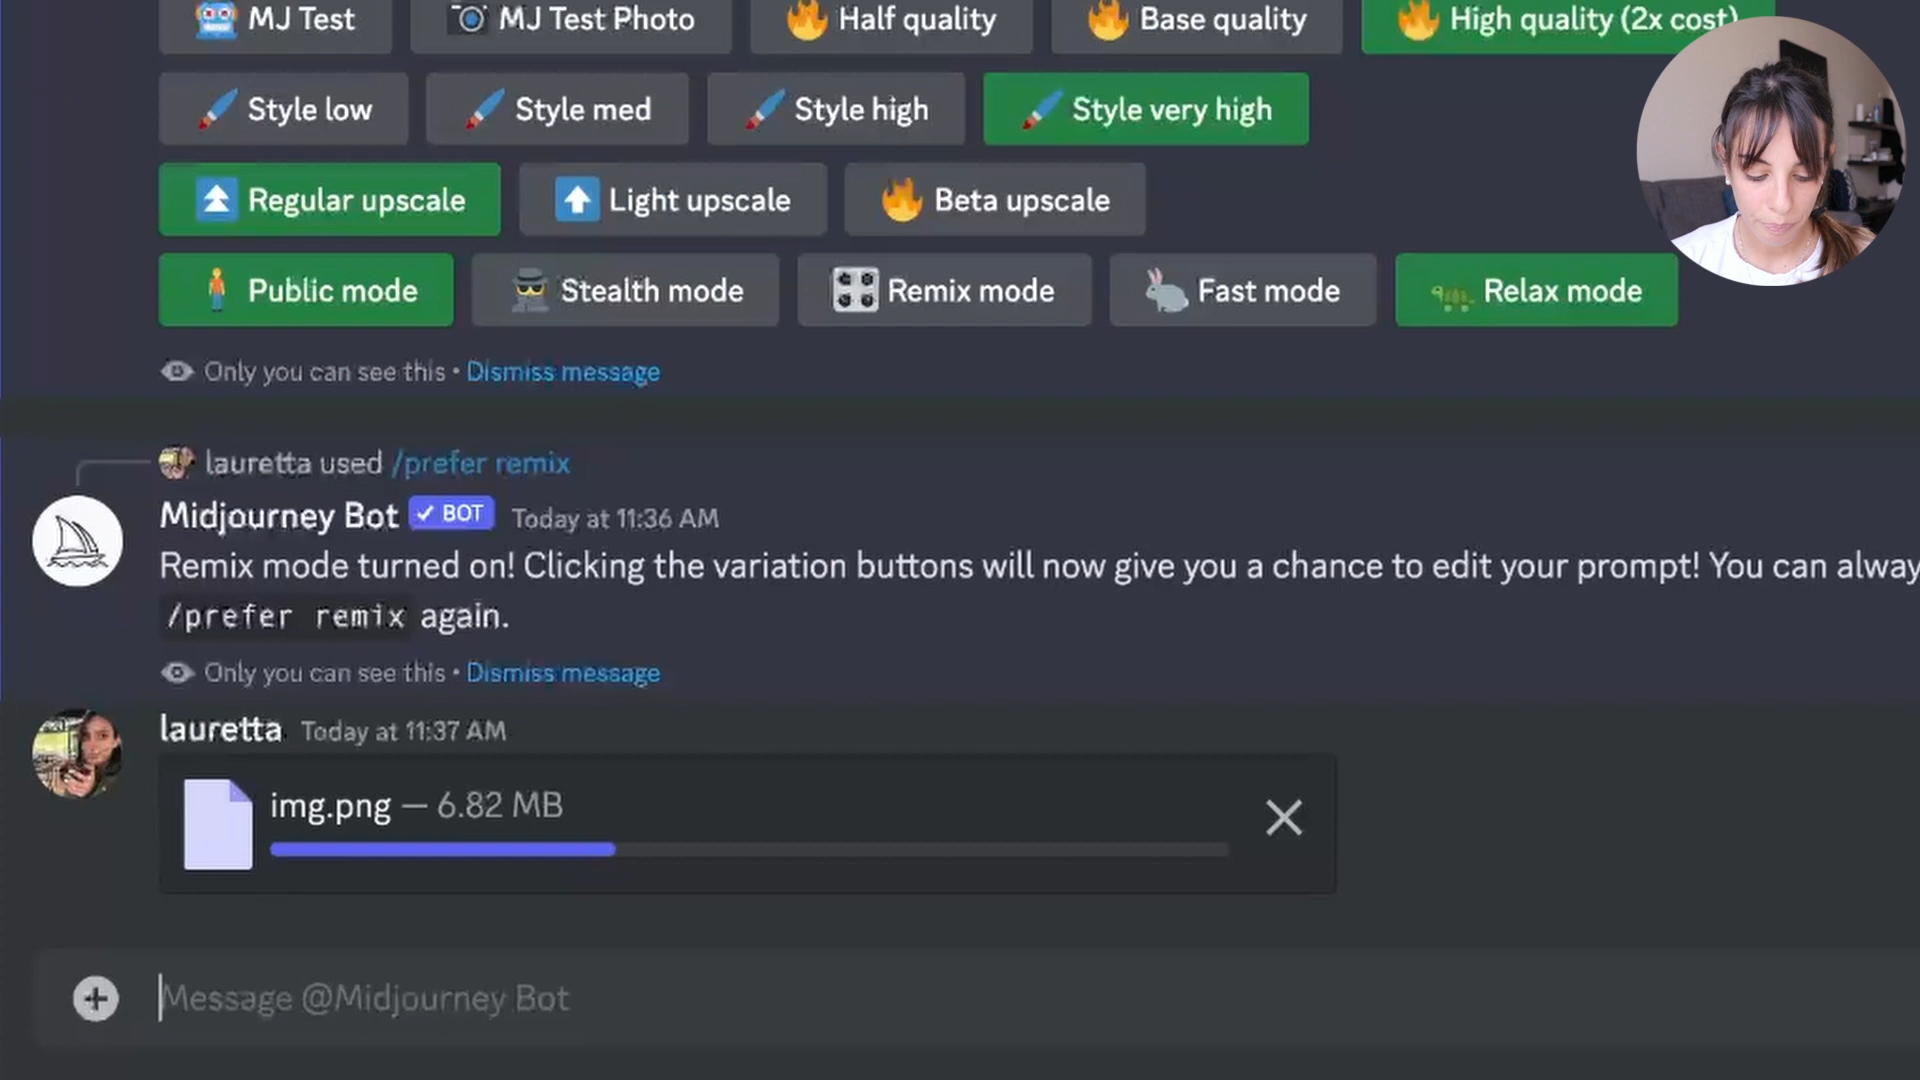 MJ Test MJ Test Photo Half quality Base quality High quality (2x cost)
Style low Style med Style high Style very high
Regular upscale Light upscale Beta upscale
Public mode Stealth mode Remix mode Fast mode Relax mode
Only you can see this • Dismiss message
lauretta used /prefer remix
Midjourney Bot ✓ BOT Today at 11:36 AM
Remix mode turned on! Clicking the variation buttons will now give you a chance to edit your prompt! You can alway
/prefer remix again.
Only you can see this • Dismiss message
lauretta Today at 11:37 AM
img.png — 6.82 MB
Message @Midjourney Bot